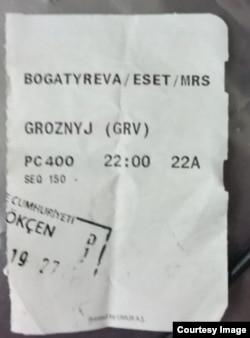 BOGATYREVA/ESET/MRS
GROZNYJ (GRV)
PC400 22:00 22A
SEQ 150 -
CUMHURİYETİ
ÖKÇEN
19 27
Courtesy Image